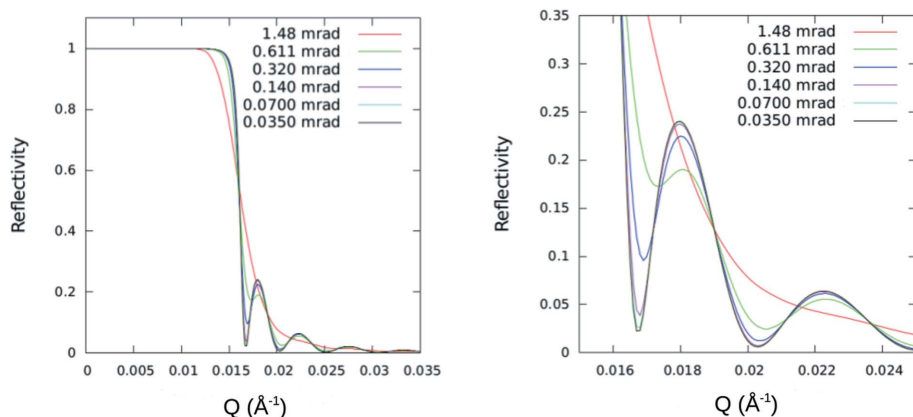 1
0.8
0.6
0.4
0.2
0
Reflectivity
1.48 mrad
0.611 mrad
0.320 mrad
0.140 mrad
0.0700 mrad
0.0350 mrad
0 0.005 0.01 0.015 0.02 0.025 0.03 0.035
Q (Å⁻¹)
0.35
0.3
0.25
0.2
0.15
0.1
0.05
0
Reflectivity
1.48 mrad
0.611 mrad
0.320 mrad
0.140 mrad
0.0700 mrad
0.0350 mrad
0.016 0.018 0.02 0.022 0.024
Q (Å⁻¹)